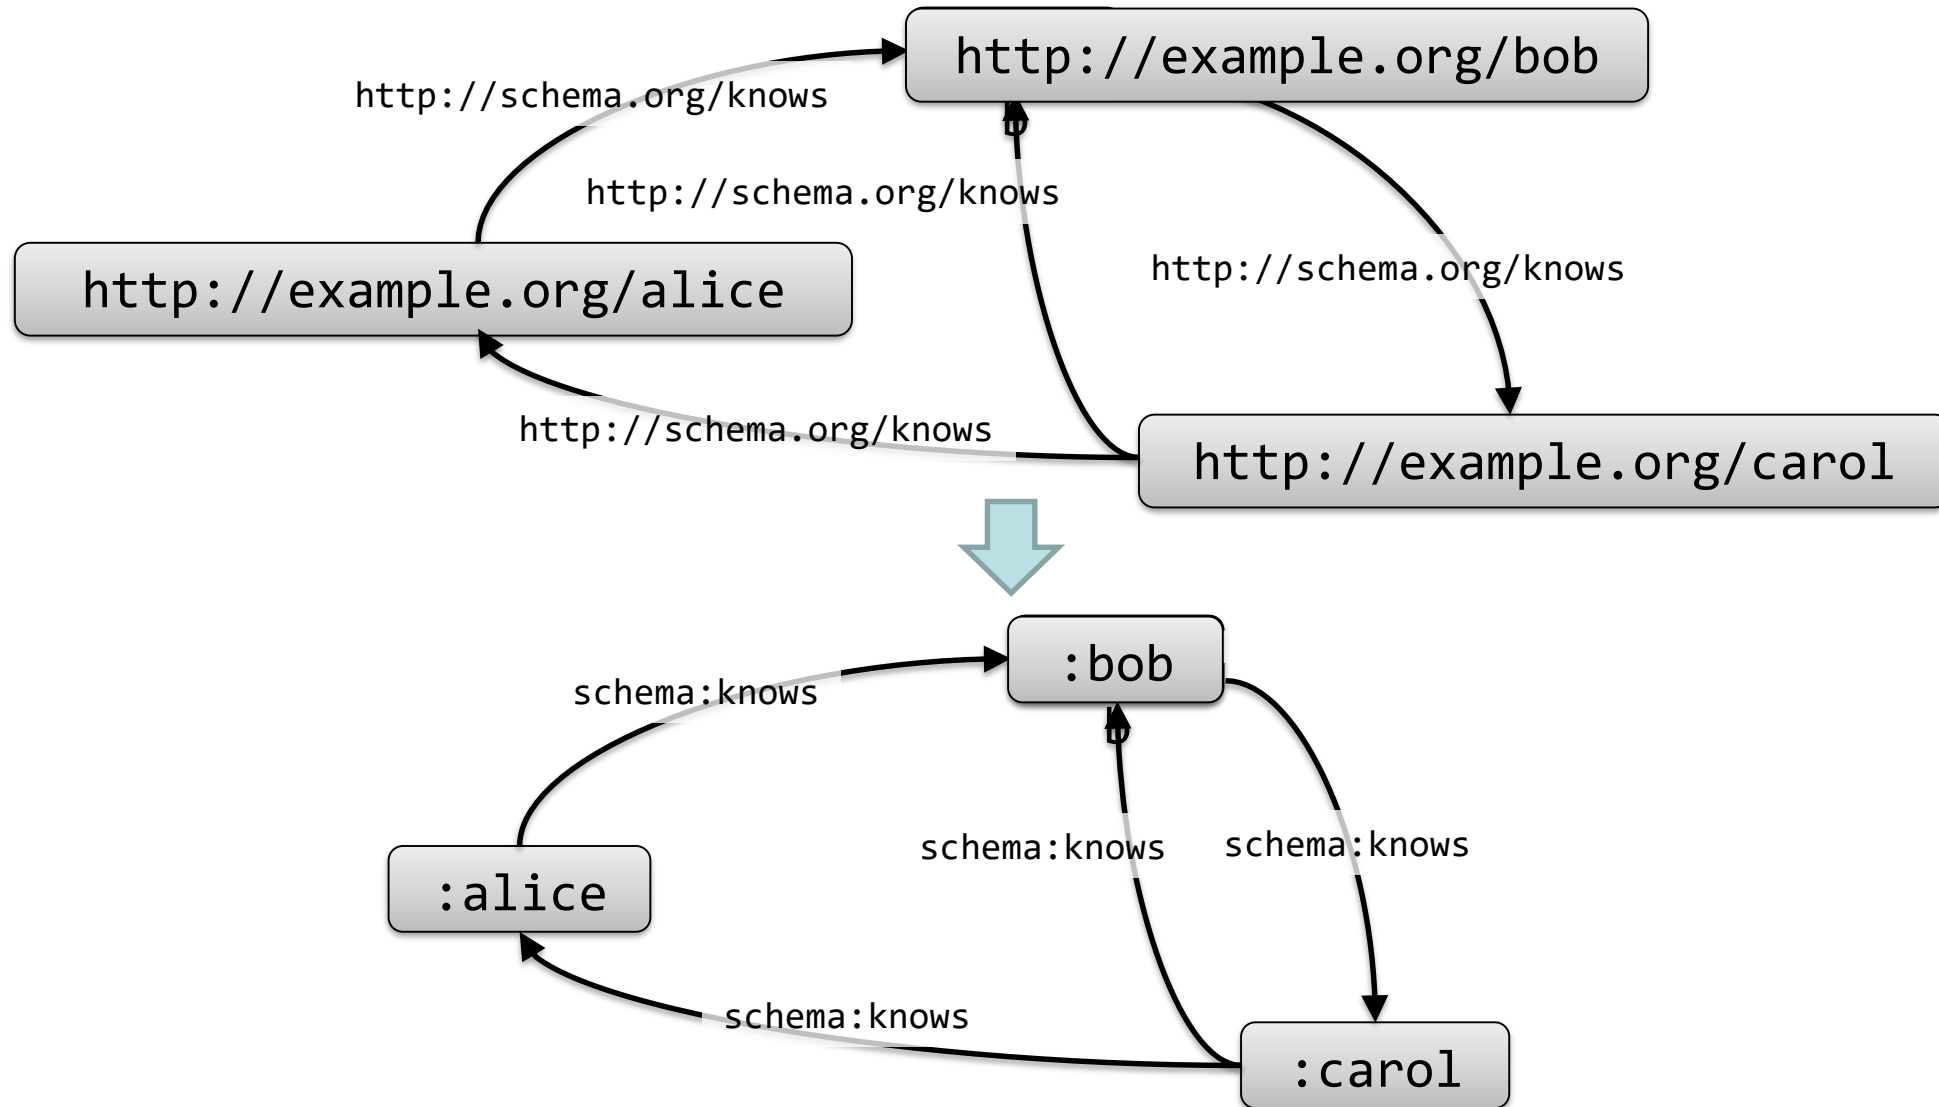 http://example.org/bob
http://schema.org/knows
http://schema.org/knows
http://schema.org/knows
http://example.org/alice
http://schema.org/knows
http://example.org/carol
:bob
schema:knows
schema:knows
schema:knows
:alice
schema:knows
:carol